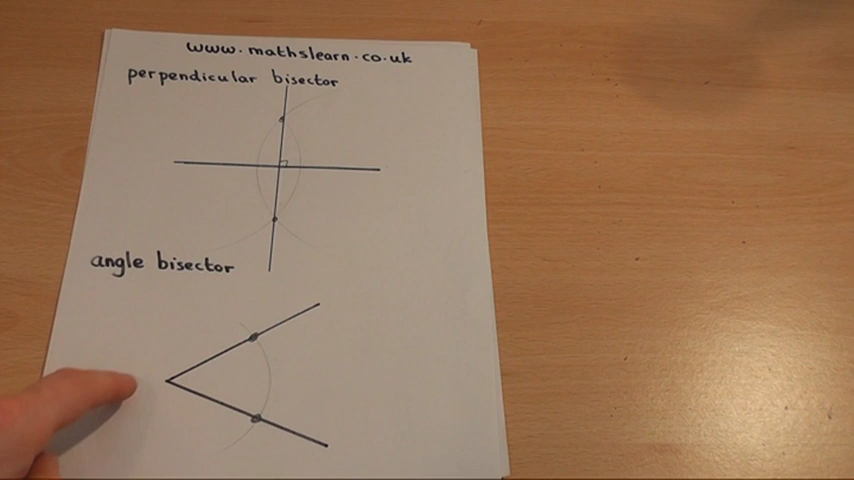 www.mathslearn.co.uk
perpendicular bisector
angle bisector